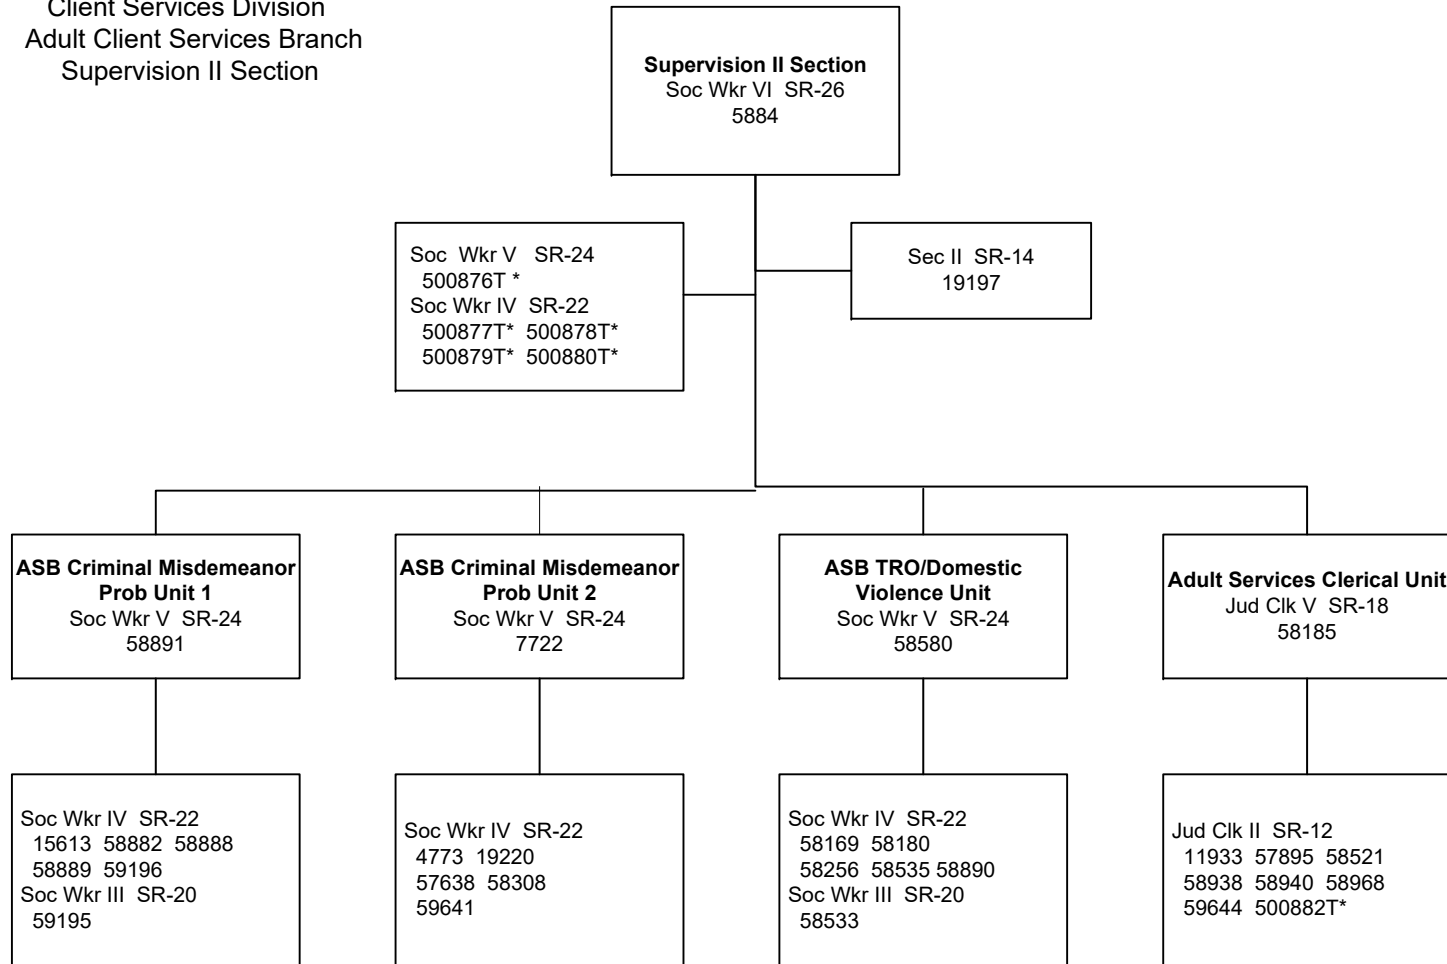 Client Services Division
Adult Client Services Branch
Supervision II Section
Supervision II Section
Soc Wkr VI SR-26
5884
Soc Wkr V SR-24
500876T *
Soc Wkr IV SR-22
500877T* 500878T*
500879T* 500880T*
Sec II SR-14
19197
ASB Criminal Misdemeanor
Prob Unit 1
Soc Wkr V SR-24
58891
ASB Criminal Misdemeanor
Prob Unit 2
Soc Wkr V SR-24
7722
ASB TRO/Domestic
Violence Unit
Soc Wkr V SR-24
58580
Adult Services Clerical Unit
Jud Clk V SR-18
58185
Soc Wkr IV SR-22
15613 58882 58888
58889 59196
Soc Wkr III SR-20
59195
Soc Wkr IV SR-22
4773 19220
57638 58308
59641
Soc Wkr IV SR-22
58169 58180
58256 58535 58890
Soc Wkr III SR-20
58533
Jud Clk II SR-12
11933 57895 58521
58938 58940 58968
59644 500882T*